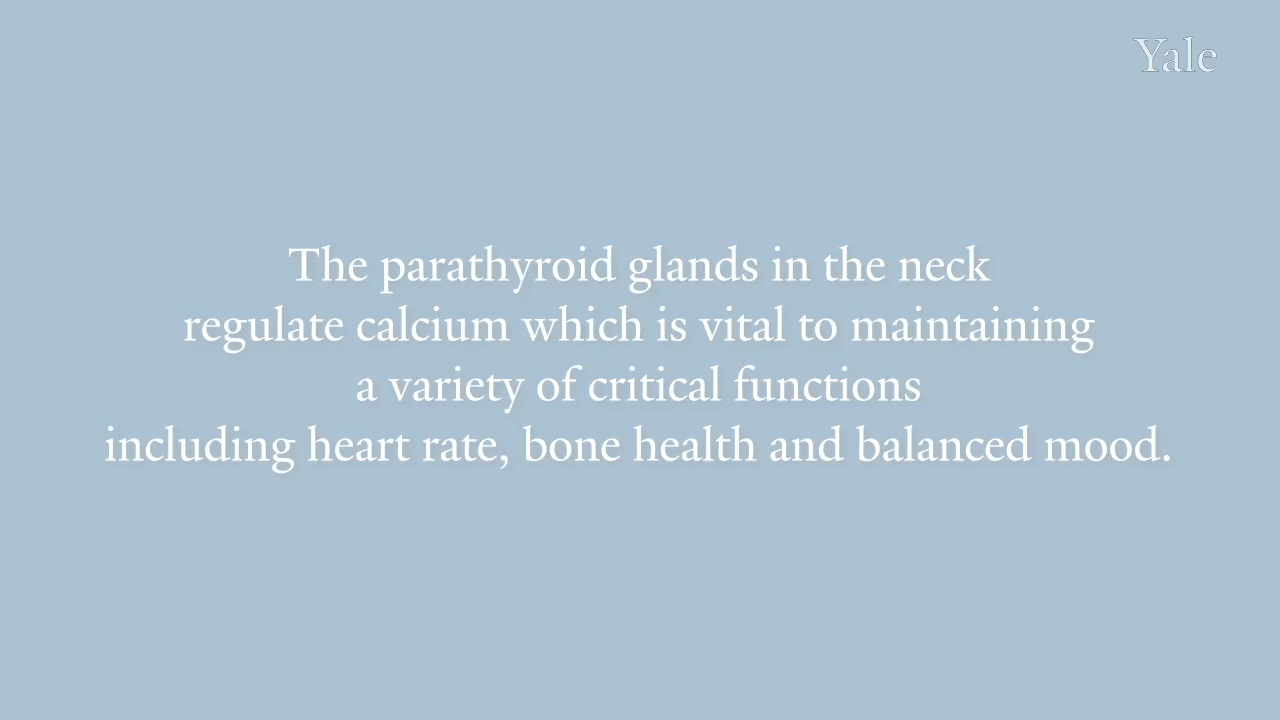 Yale
The parathyroid glands in the neck
regulate calcium which is vital to maintaining
a variety of critical functions
including heart rate, bone health and balanced mood.